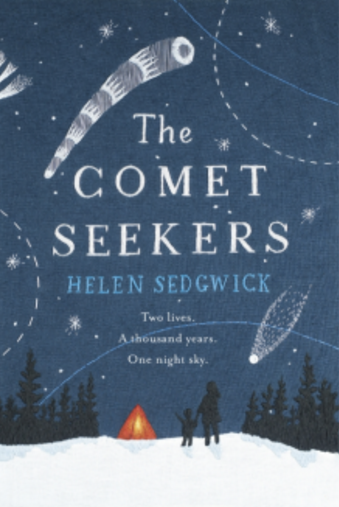 The
COMET
SEEKERS
HELEN SEDGWICK
Two lives.
A thousand years.
One night sky.